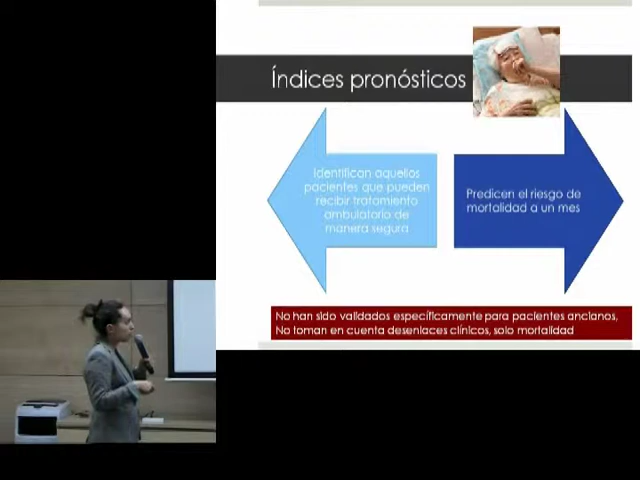 Índices pronósticos
Identifican aquellos
pacientes que pueden
recibir tratamiento
ambulatorio de
manera segura
Predicen el riesgo de
mortalidad a un mes
No han sido validados específicamente para pacientes ancianos,
No toman en cuenta desenlaces clínicos, solo mortalidad